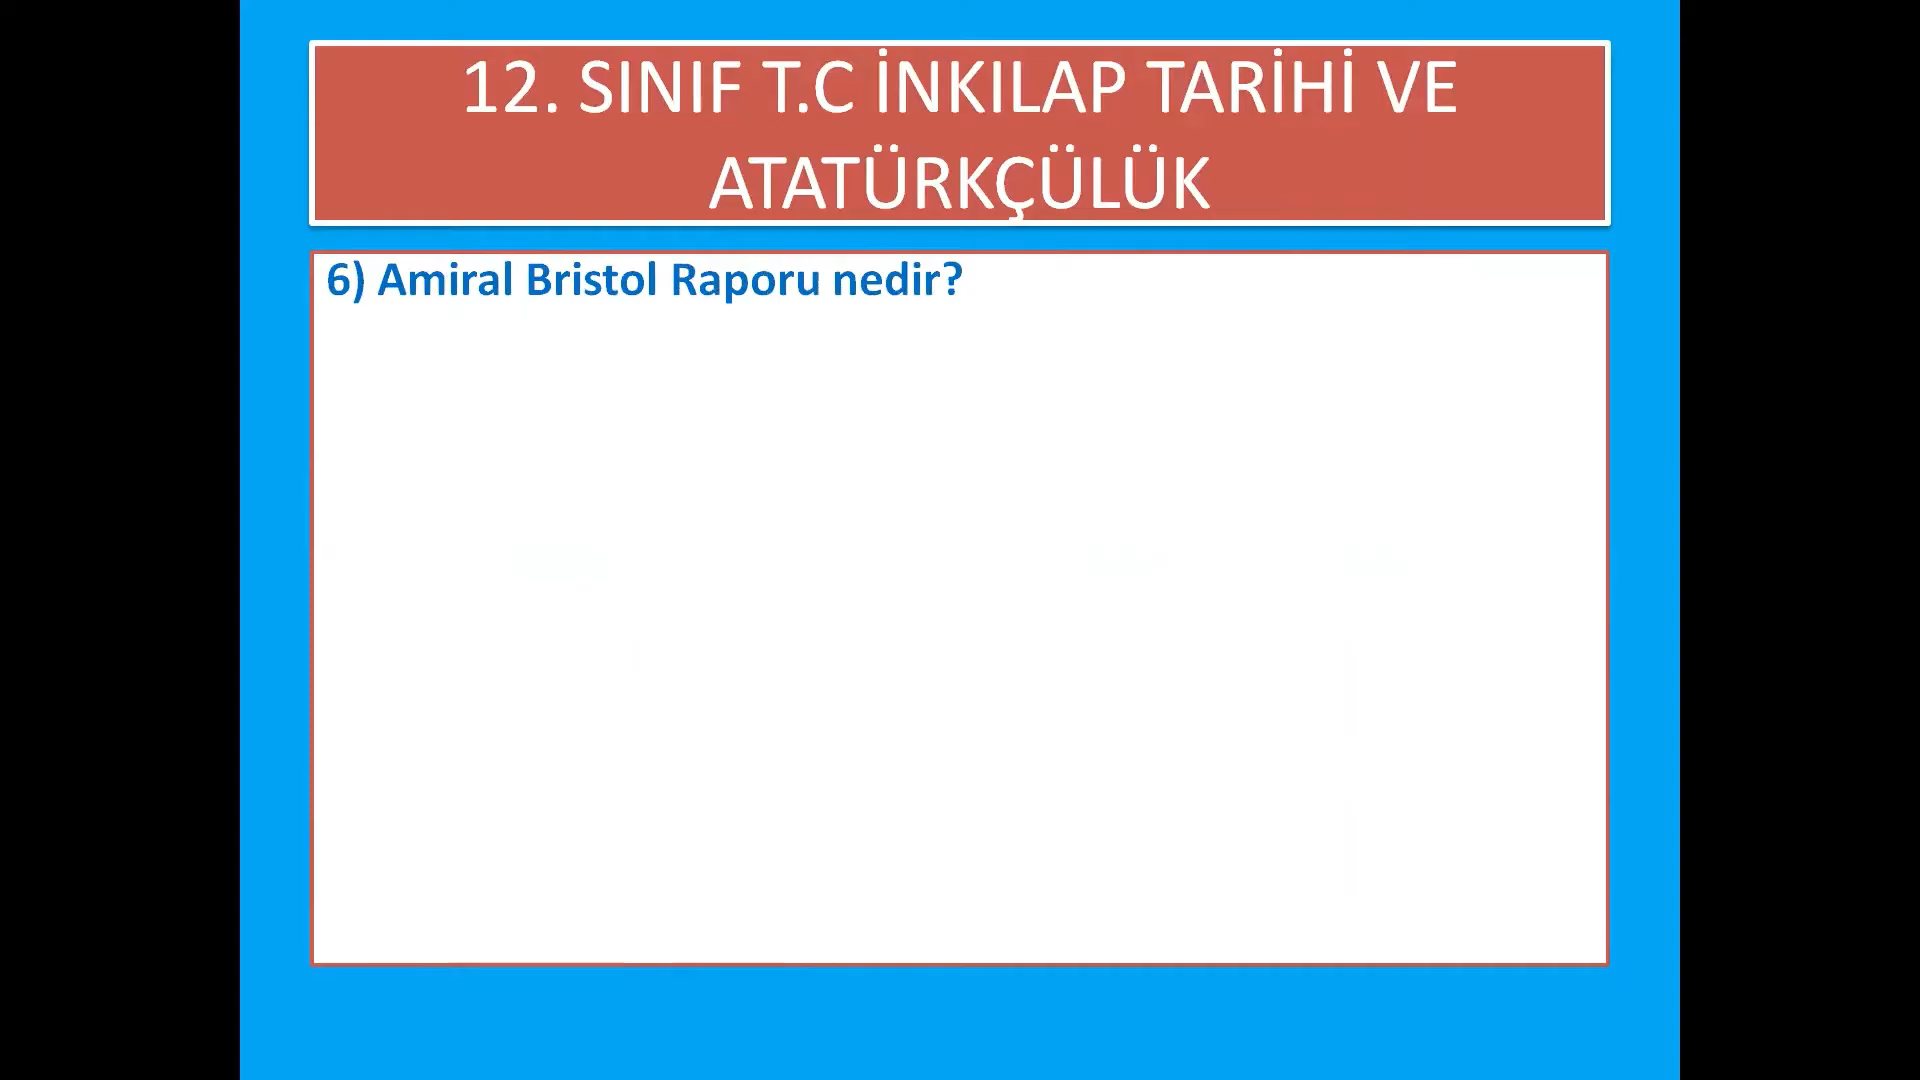 12. SINIF T.C İNKILAP TARİHİ VE
ATATÜRKÇÜLÜK
6) Amiral Bristol Raporu nedir?